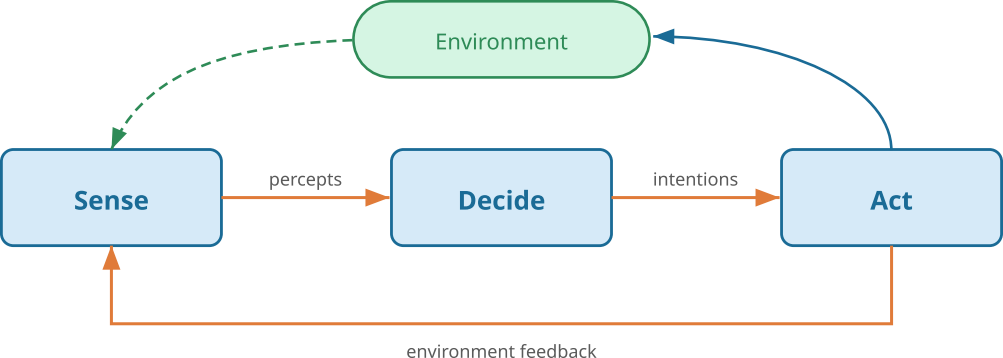 Environment
Sense
percepts
Decide
intentions
Act
environment feedback